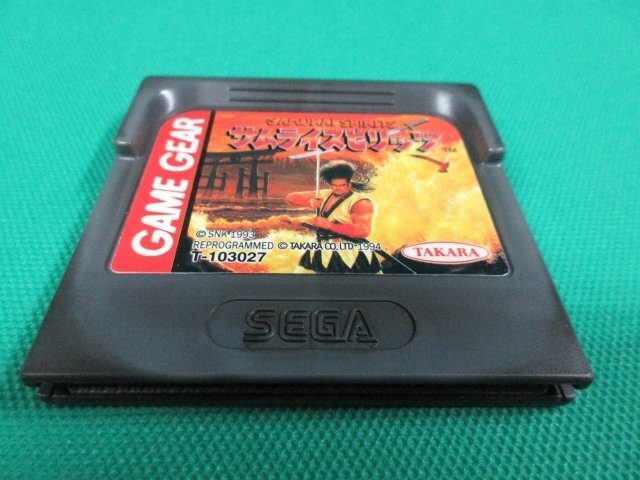 SAMURAI SPIRITS
サムライスピリッツ TM
GAME GEAR
© SNK 1993
REPROGRAMMED © TAKARA CO., LTD. 1994
T-103027
TAKARA
SEGA